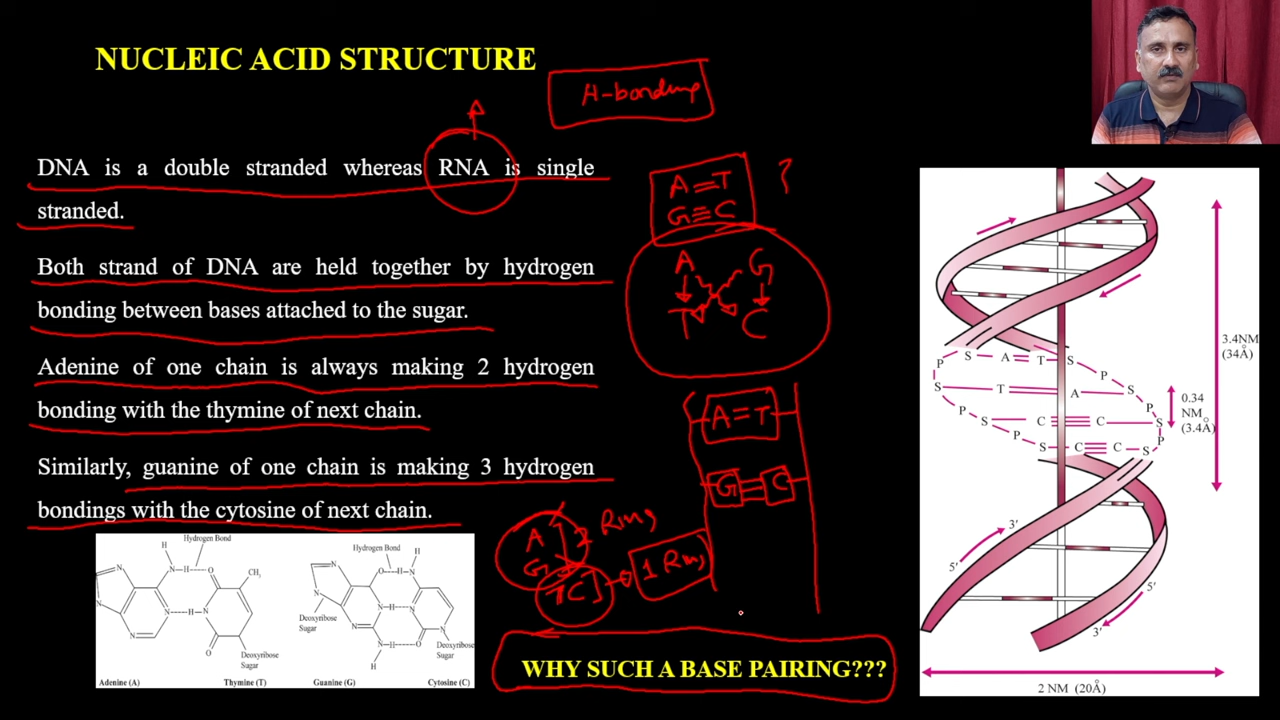 NUCLEIC ACID STRUCTURE
H-bonding
DNA is a double stranded whereas RNA is single
stranded.
Both strand of DNA are held together by hydrogen
bonding between bases attached to the sugar.
Adenine of one chain is always making 2 hydrogen
bonding with the thymine of next chain.
Similarly, guanine of one chain is making 3 hydrogen
bondings with the cytosine of next chain.
A=T ?
G≡C
A G
T C
A=T
G≡C
A
G
2 Ring
TC
1 Ring
WHY SUCH A BASE PAIRING???
Hydrogen Bond
H
N H O
CH3
N
N
N H N
N
O
Deoxyribose
Sugar
Adenine (A) Thymine (T)
Hydrogen Bond
H
O H N
N
N
Deoxyribose
Sugar
N H N
N
N H O
N
H
Deoxyribose
Sugar
Guanine (G) Cytosine (C)
P S A T S
P
S T A S
P S C C S P
P S C C S P
3.4NM
(34Å)
0.34
NM
(3.4Å)
3'
5'
5'
3'
2 NM (20Å)